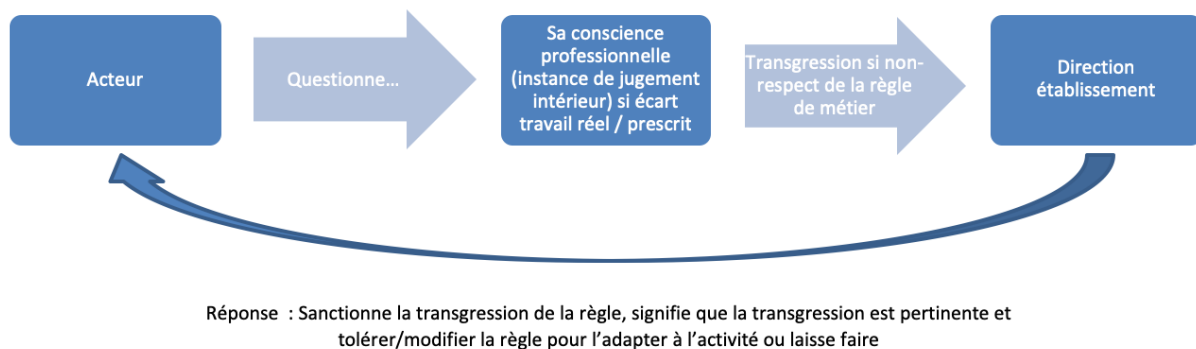 Acteur
Questionne...
Sa conscience
professionnelle
(instance de jugement
intérieur) si écart
travail réel / prescrit
Transgression si non-
respect de la règle
de métier
Direction
établissement
Réponse : Sanctionne la transgression de la règle, signifie que la transgression est pertinente et
tolérer/modifier la règle pour l'adapter à l'activité ou laisse faire